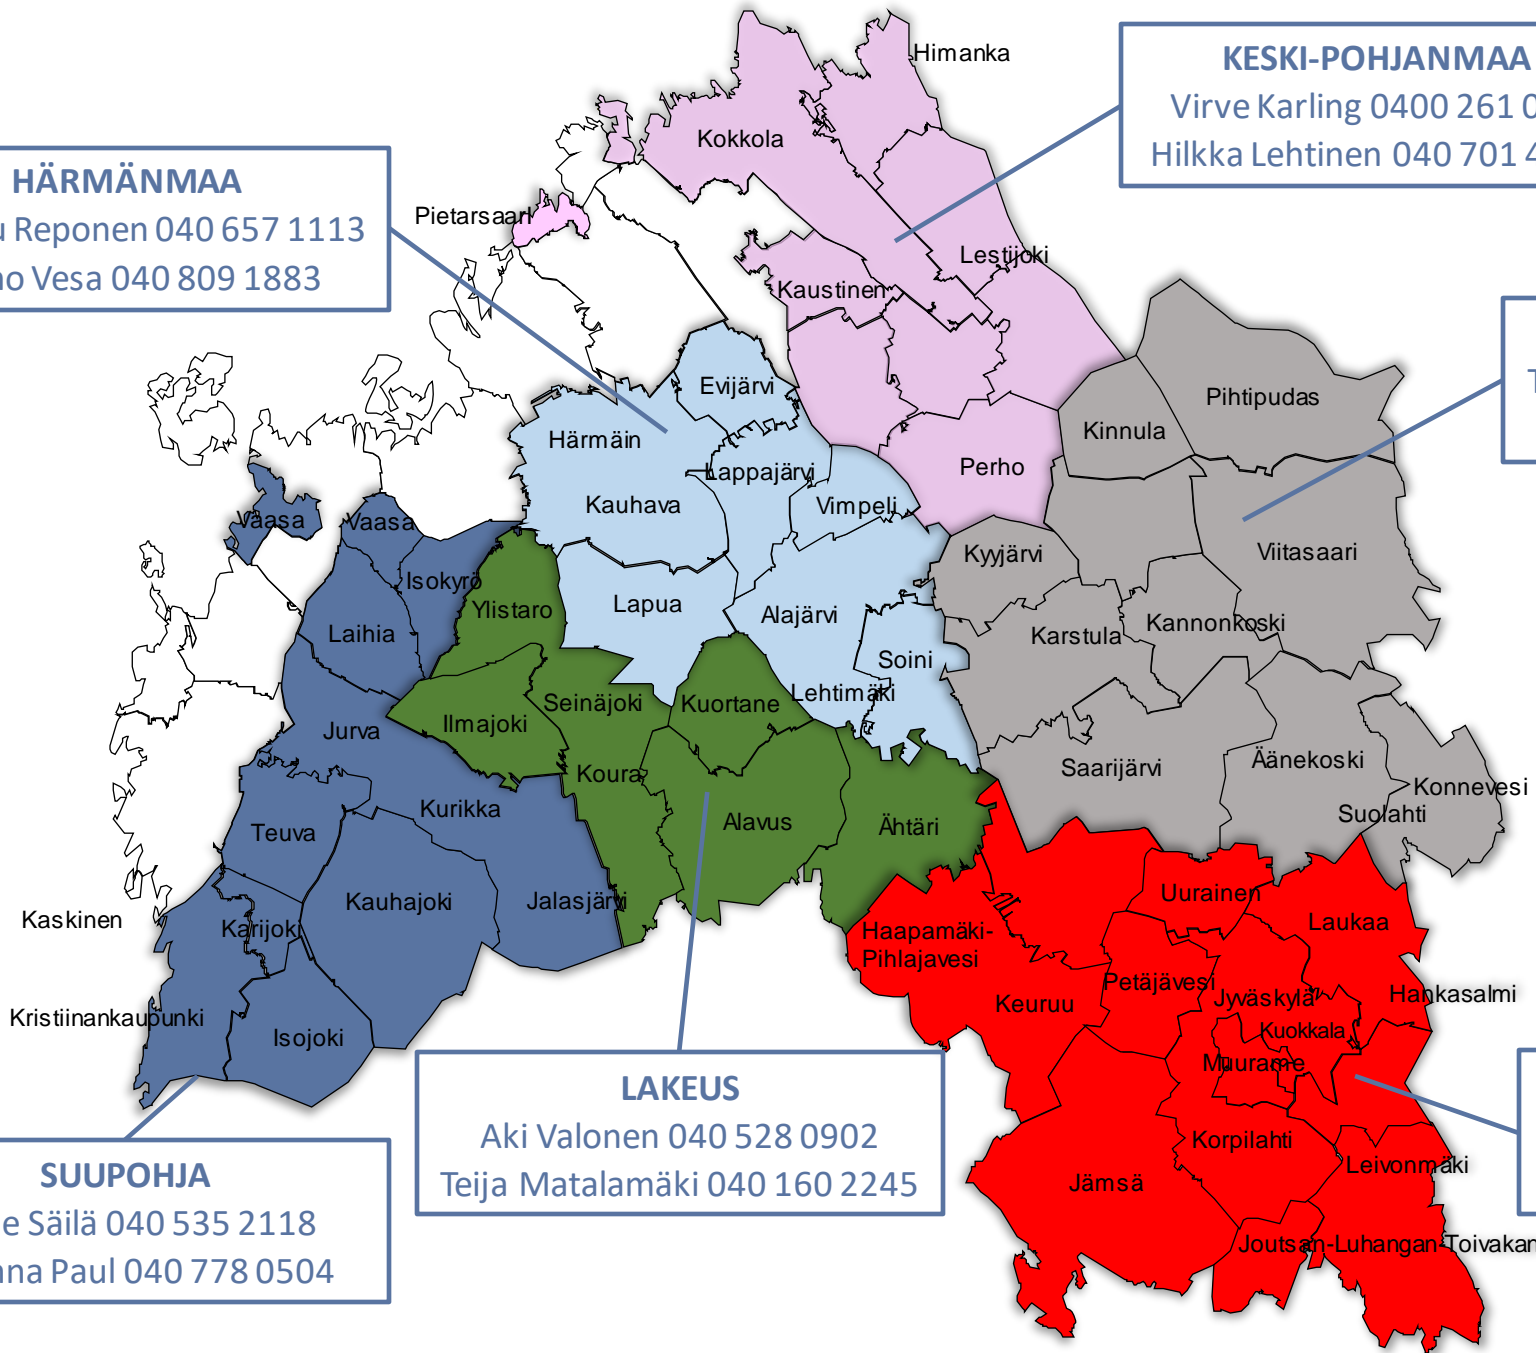 Himanka
KESKI-POHJANMAA
Virve Karling 0400 261
Hilkka Lehtinen 040 701
Kokkola
HÄRMÄNMAA
Reponen 040 657 1113
Vesa 040 809 1883
Pietarsaari
Lestijoki
Kaustinen
Evijärvi
Pihtipudas
Kinnula
Härmäin
Lappajärvi
Perho
Kauhava
Vimpeli
Vaasa
Vaasa
Kyyjärvi
Viitasaari
Isokyrö
Ylistaro
Lapua
Alajärvi
Laihia
Karstula
Kannonkoski
Soini
Lehtimäki
Seinäjoki
Kuortane
Ilmajoki
Jurva
Saarijärvi
Äänekoski
Koura
Konnevesi
Kurikka
Suolahti
Teuva
Alavus
Ähtäri
Kauhajoki
Jalasjärvi
Uurainen
Kaskinen
Karijoki
Laukaa
Haapamäki-
Pihlajavesi
Petäjävesi
Keuruu
Jyväskylä
Hankasalmi
Kristiinankaupunki
Isojoki
Kuokkala
Muurame
LAKEUS
Aki Valonen 040 528 0902
Teija Matalamäki 040 160 2245
Korpilahti
Leivonmäki
Jämsä
SUUPOHJA
Säilä 040 535 2118
Paul 040 778 0504
Joutsan-Luhangan-Toivakan